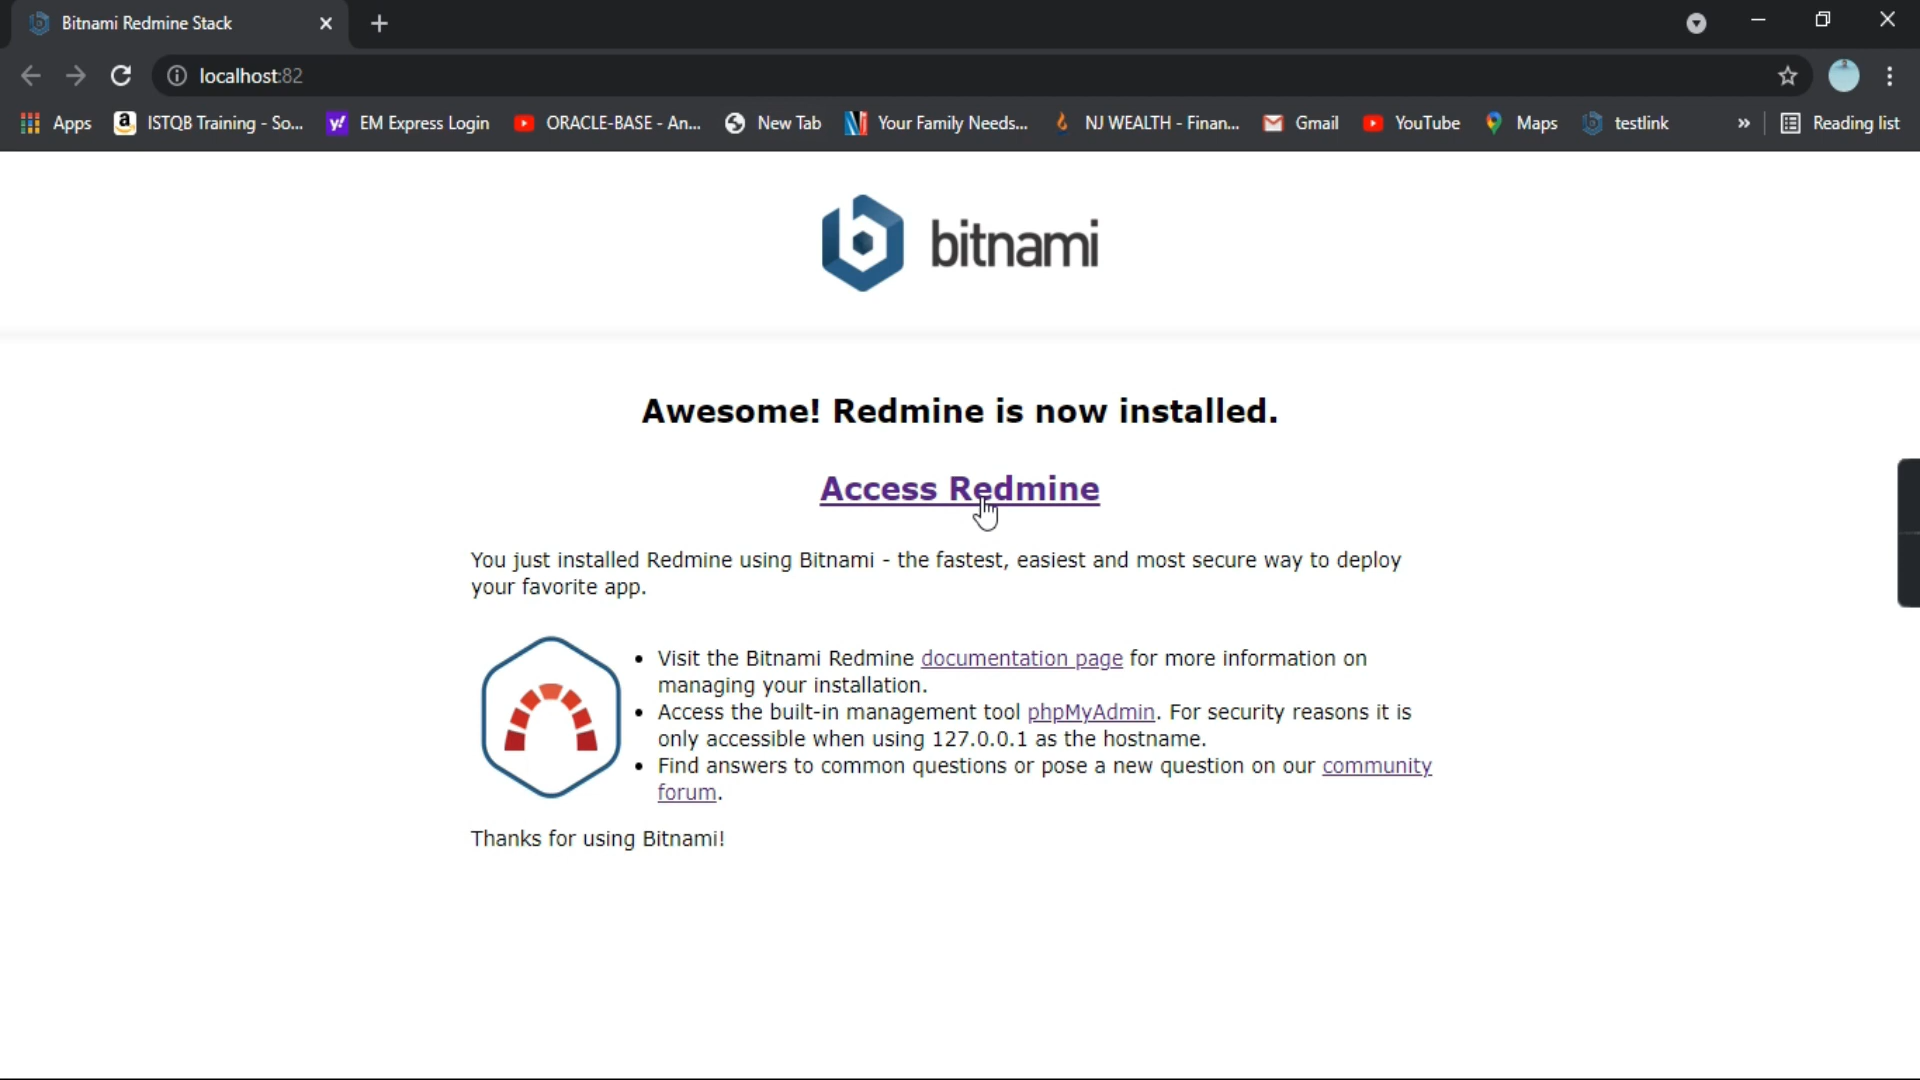 Bitnami Redmine Stack
localhost:82
Apps ISTQB Training - So... EM Express Login ORACLE-BASE - An... New Tab Your Family Needs... NJ WEALTH - Finan... Gmail YouTube Maps testlink » Reading list
bitnami
Awesome! Redmine is now installed.
Access Redmine
You just installed Redmine using Bitnami - the fastest, easiest and most secure way to deploy
your favorite app.
• Visit the Bitnami Redmine documentation page for more information on
managing your installation.
• Access the built-in management tool phpMyAdmin. For security reasons it is
only accessible when using 127.0.0.1 as the hostname.
• Find answers to common questions or pose a new question on our community
forum.
Thanks for using Bitnami!